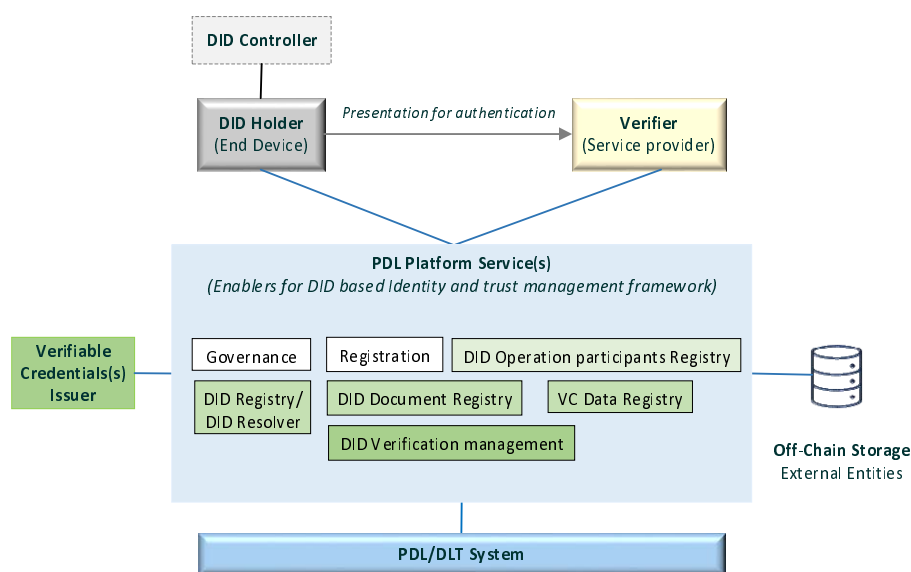 DID Controller
DID Holder
(End Device)
Presentation for authentication
Verifier
(Service provider)
PDL Platform Service(s)
(Enablers for DID based Identity and trust management framework)
Verifiable
Credentials(s)
Issuer
Governance
Registration
DID Operation participants Registry
DID Registry/
DID Resolver
DID Document Registry
VC Data Registry
DID Verification management
Off-Chain Storage
External Entities
PDL/DLT System